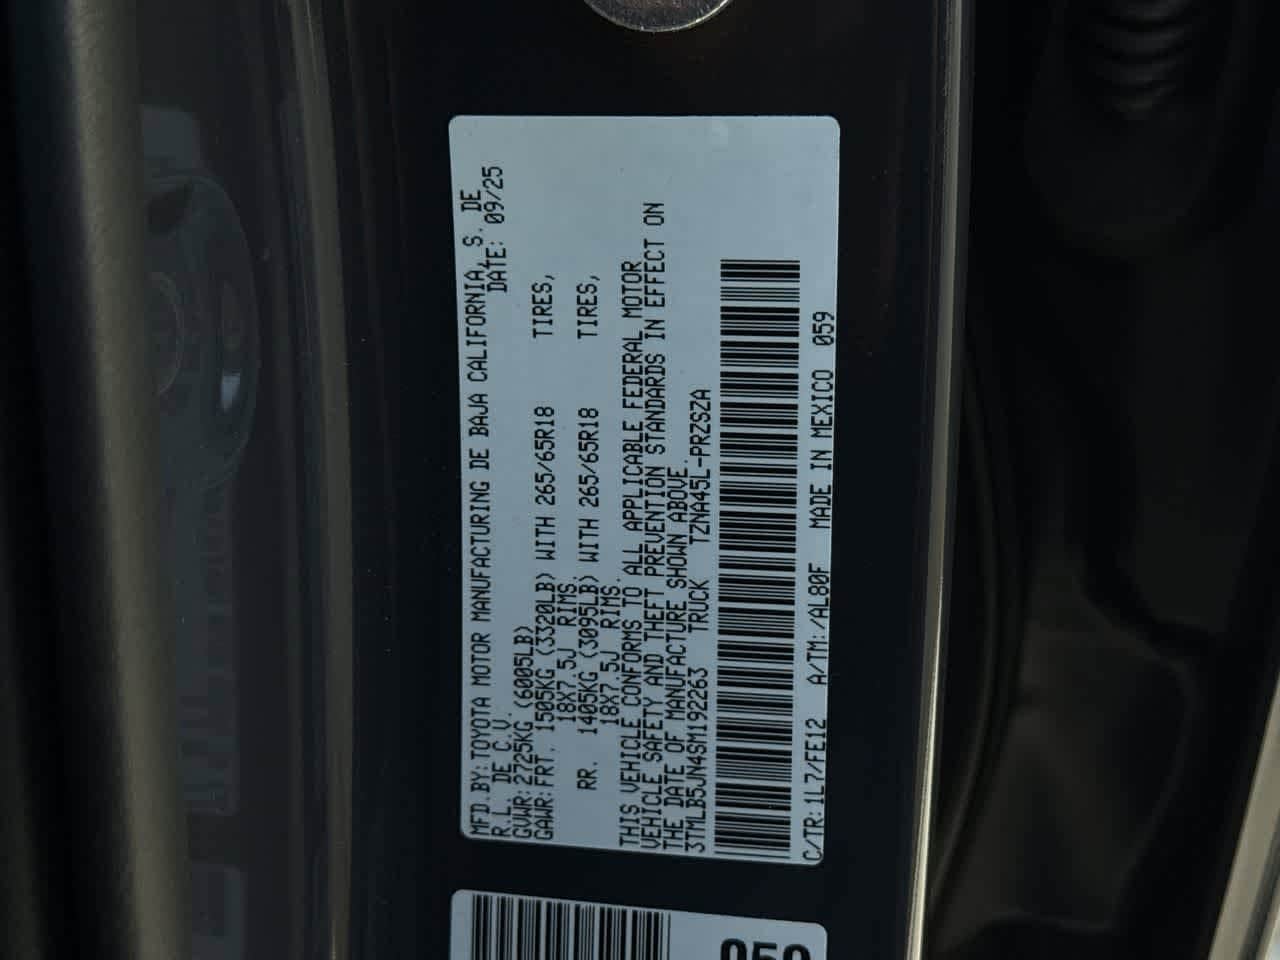 MFD.BY:TOYOTA MOTOR MANUFACTURING DE BAJA CALIFORNIA, S. DE
R.L. DE C.V. DATE: 09/25
GVWR:2725KG (6005LB)
GAWR:FRT. 1505KG (3320LB) WITH 265/65R18 TIRES,
18X7.5J RIMS.
RR. 1405KG (3095LB) WITH 265/65R18 TIRES,
18X7.5J RIMS.
THIS VEHICLE CONFORMS TO ALL APPLICABLE FEDERAL MOTOR
VEHICLE SAFETY AND THEFT PREVENTION STANDARDS IN EFFECT ON
THE DATE OF MANUFACTURE SHOWN ABOVE.
3TMLB5JN4SM192263 TRUCK TZNA45L-PRZSZA
C/TR:1L7/FE12 A/TM:/AL80F MADE IN MEXICO 059
059